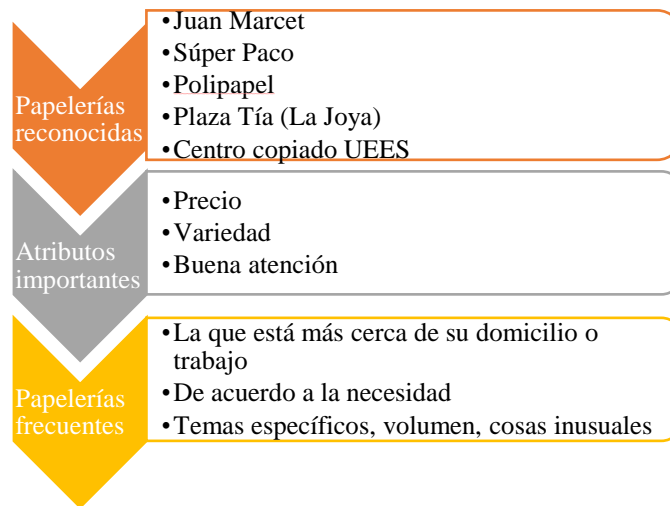 Papelerías
reconocidas
•Juan Marcet
•Súper Paco
•Polipapel
•Plaza Tía (La Joya)
•Centro copiado UEES
Atributos
importantes
•Precio
•Variedad
•Buena atención
Papelerías
frecuentes
•La que está más cerca de su domicilio o
trabajo
•De acuerdo a la necesidad
•Temas específicos, volumen, cosas inusuales